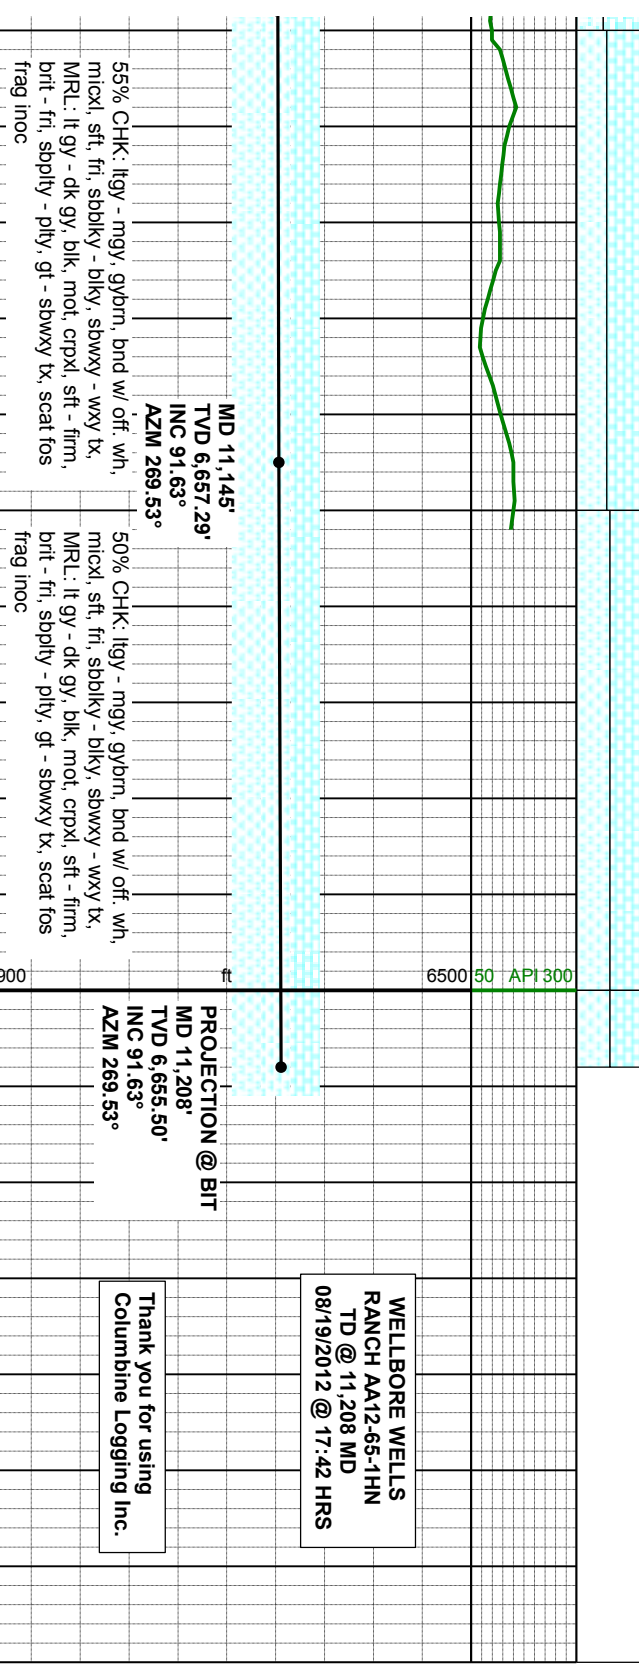 50 API 300
6500
ft
900
WELLBORE WELLS
RANCH AA12-65-1HN
TD @ 11,208 MD
08/19/2012 @ 17:42 HRS
MD 11,145'
TVD 6,657.29'
INC 91.63°
AZM 269.53°
PROJECTION @ BIT
MD 11,208'
TVD 6,655.50'
INC 91.63°
AZM 269.53°
Thank you for using
Columbine Logging Inc.
55% CHK: ltgy - mgy, gybrn, bnd w/ off. wh,
micxl, sft, fri, sbblky - blky, sbwxy - wxy tx,
MRL: lt gy - dk gy, blk, mot, crpxl, sft - firm,
brit - fri, sbplty - plty, gt - sbwxy tx, scat fos
frag inoc
50% CHK: ltgy - mgy, gybrn, bnd w/ off. wh,
micxl, sft, fri, sbblky - blky, sbwxy - wxy tx,
MRL: lt gy - dk gy, blk, mot, crpxl, sft - firm,
brit - fri, sbplty - plty, gt - sbwxy tx, scat fos
frag inoc